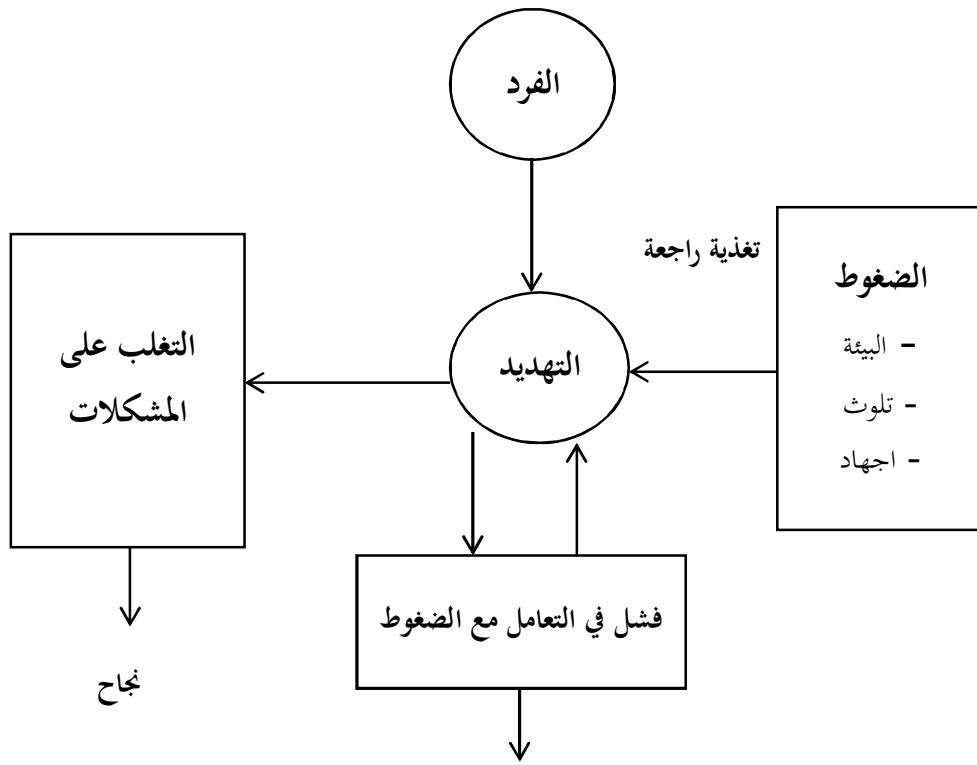 الفرد
تغذية راجعة
الضغوط
- البيئة
- تلوث
- اجهاد
التهديد
التغلب على
المشكلات
فشل في التعامل مع الضغوط
نجاح